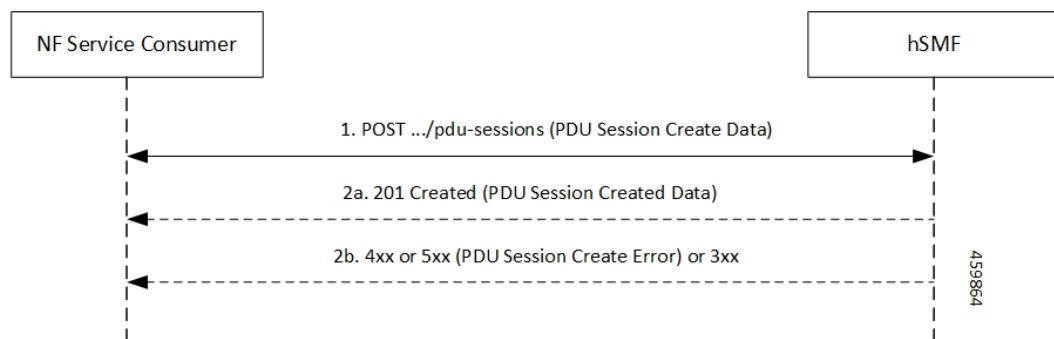 NF Service Consumer
hSMF
1. POST .../pdu-sessions (PDU Session Create Data)
2a. 201 Created (PDU Session Created Data)
2b. 4xx or 5xx (PDU Session Create Error) or 3xx
459864